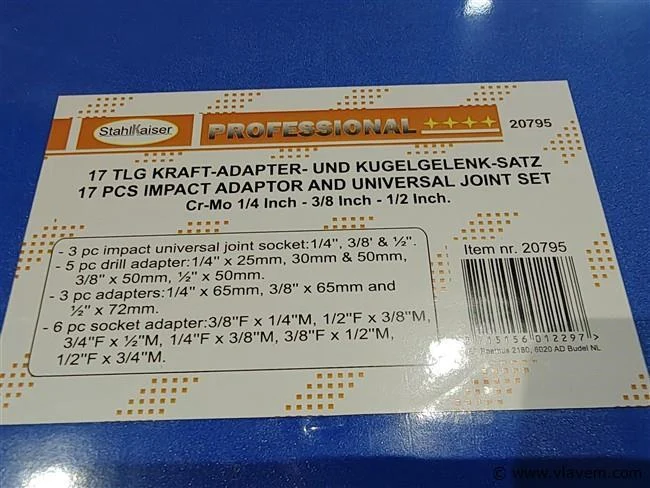 StahlKaiser
PROFESSIONAL
20795
17 TLG KRAFT-ADAPTER- UND KUGELGELENK-SATZ
17 PCS IMPACT ADAPTOR AND UNIVERSAL JOINT SET
Cr-Mo 1/4 Inch - 3/8 Inch - 1/2 Inch.
- 3 pc impact universal joint socket:1/4", 3/8' & ½".
- 5 pc drill adapter:1/4" x 25mm, 30mm & 50mm,
3/8" x 50mm, ½" x 50mm.
- 3 pc adapters:1/4" x 65mm, 3/8" x 65mm and
½" x 72mm.
- 6 pc socket adapter:3/8"F x 1/4"M, 1/2"F x 3/8"M,
3/4"F x ½"M, 1/4"F x 3/8"M, 3/8"F x 1/2"M,
1/2"F x 3/4"M.
Item nr. 20795
715156 012297 >
2180, 6020 AD Budel NL
© www.vlavem.com